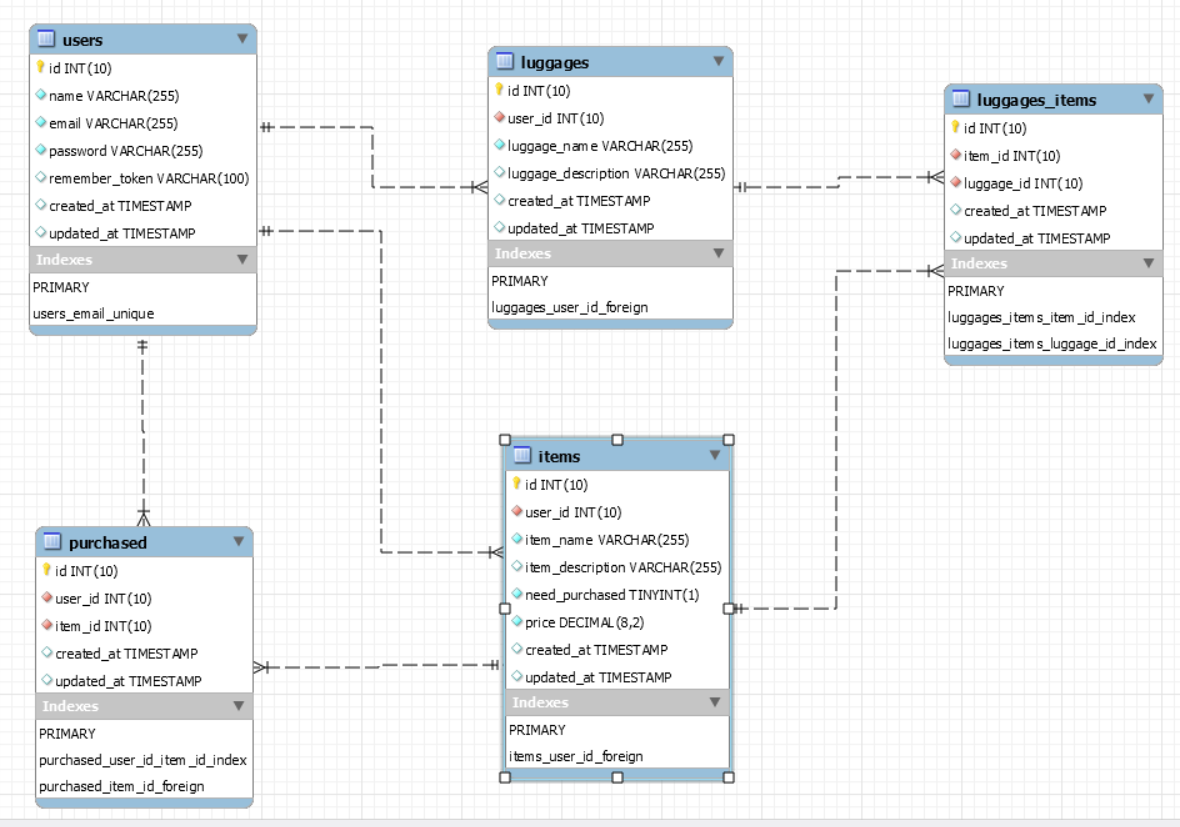 users
id INT(10)
name VARCHAR(255)
email VARCHAR(255)
password VARCHAR(255)
remember_token VARCHAR(100)
created_at TIMESTAMP
updated_at TIMESTAMP
Indexes
PRIMARY
users_email_unique
luggages
id INT(10)
user_id INT(10)
luggage_name VARCHAR(255)
luggage_description VARCHAR(255)
created_at TIMESTAMP
updated_at TIMESTAMP
Indexes
PRIMARY
luggages_user_id_foreign
luggages_items
id INT(10)
item_id INT(10)
luggage_id INT(10)
created_at TIMESTAMP
updated_at TIMESTAMP
Indexes
PRIMARY
luggages_items_item_id_index
luggages_items_luggage_id_index
purchased
id INT(10)
user_id INT(10)
item_id INT(10)
created_at TIMESTAMP
updated_at TIMESTAMP
Indexes
PRIMARY
purchased_user_id_item_id_index
purchased_item_id_foreign
items
id INT(10)
user_id INT(10)
item_name VARCHAR(255)
item_description VARCHAR(255)
need_purchased TINYINT(1)
price DECIMAL(8,2)
created_at TIMESTAMP
updated_at TIMESTAMP
Indexes
PRIMARY
items_user_id_foreign